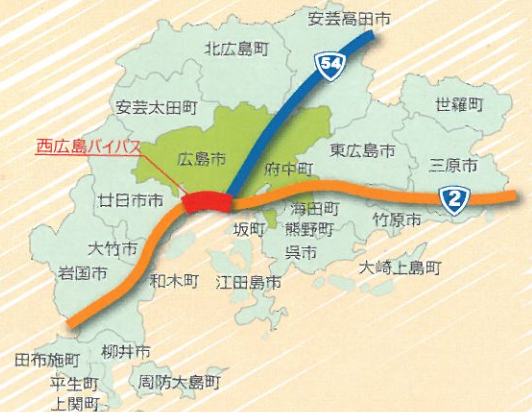 安芸高田市
北広島町
54
安芸太田町
世羅町
西広島バイパス
広島市
府中町
東広島市
三原市
廿日市市
海田町
2
坂町
熊野町
竹原市
大竹市
呉市
岩国市
和木町
江田島市
大崎上島町
田布施町
柳井市
平生町
周防大島町
上関町